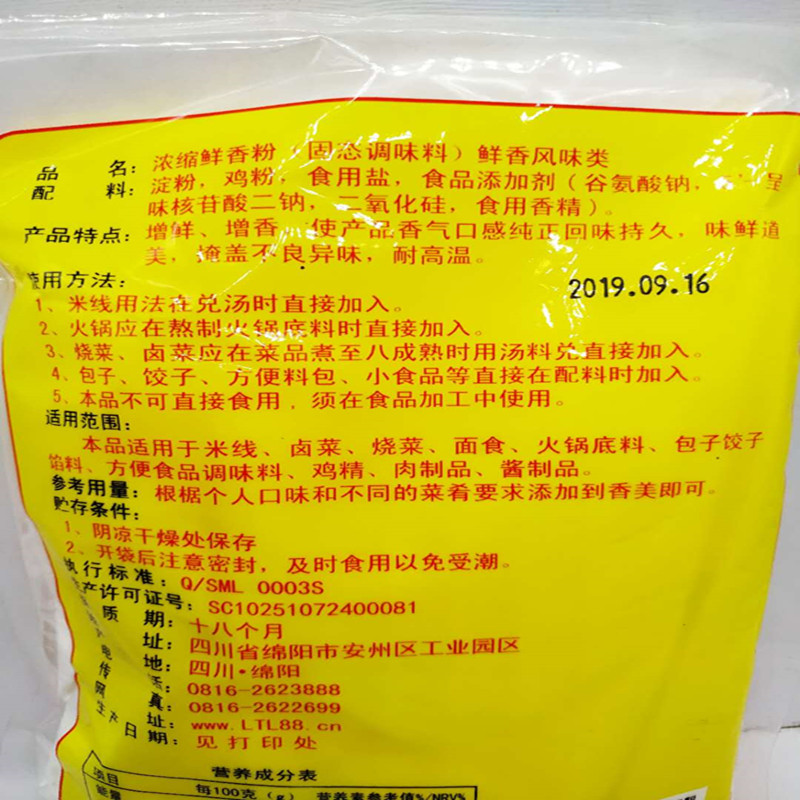 品 名：浓缩鲜香粉（固态调味料）鲜香风味类
配 料：淀粉，鸡粉，食用盐，食品添加剂（谷氨酸钠，呈
味核苷酸二钠，二氧化硅，食用香精）。
产品特点：增鲜、增香，使产品香气口感纯正回味持久，味鲜道
美，掩盖不良异味，耐高温。
使用方法：
2019.09.16
1、米线用法在兑汤时直接加入。
2、火锅应在熬制火锅底料时直接加入。
3、烧菜、卤菜应在菜品煮至八成熟时用汤料兑直接加入。
4、包子、饺子、方便料包、小食品等直接在配料时加入。
5、本品不可直接食用，须在食品加工中使用。
适用范围：
本品适用于米线、卤菜、烧菜、面食、火锅底料、包子饺子
馅料、方便食品调味料、鸡精、肉制品、酱制品。
参考用量：根椐个人口味和不同的菜肴要求添加到香美即可。
贮存条件：
1、阴凉干燥处保存
2、开袋后注意密封，及时食用以免受潮。
执行标准：Q/SML 0003S
产许可证号：SC10251072400081
质 期：十八个月
址：四川省绵阳市安州区工业园区
地：四川·绵阳
话：0816-2623888
传 真：0816-2622699
网 址：www.LTL88.cn
生产日期：见打印处
营养成分表
项目 每100克（g） 营养素参考值%/NRV%
能量